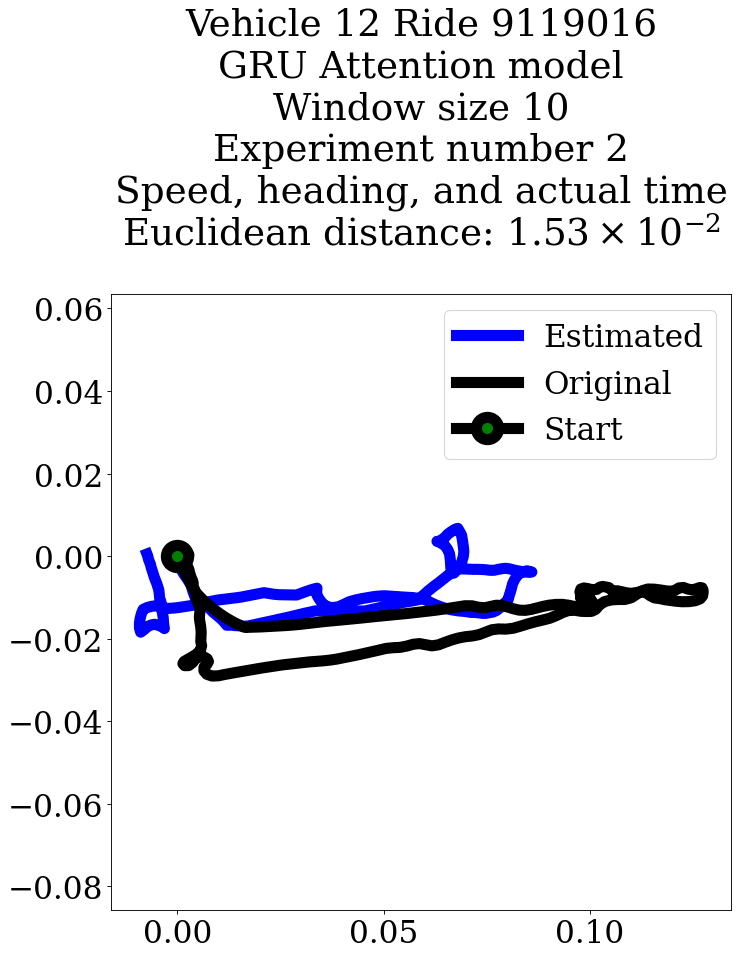 Vehicle 12 Ride 9119016
GRU Attention model
Window size 10
Experiment number 2
Speed, heading, and actual time
Euclidean distance: 1.53 × 10⁻²
Estimated
Original
Start
0.06
0.04
0.02
0.00
−0.02
−0.04
−0.06
−0.08
0.00 0.05 0.10